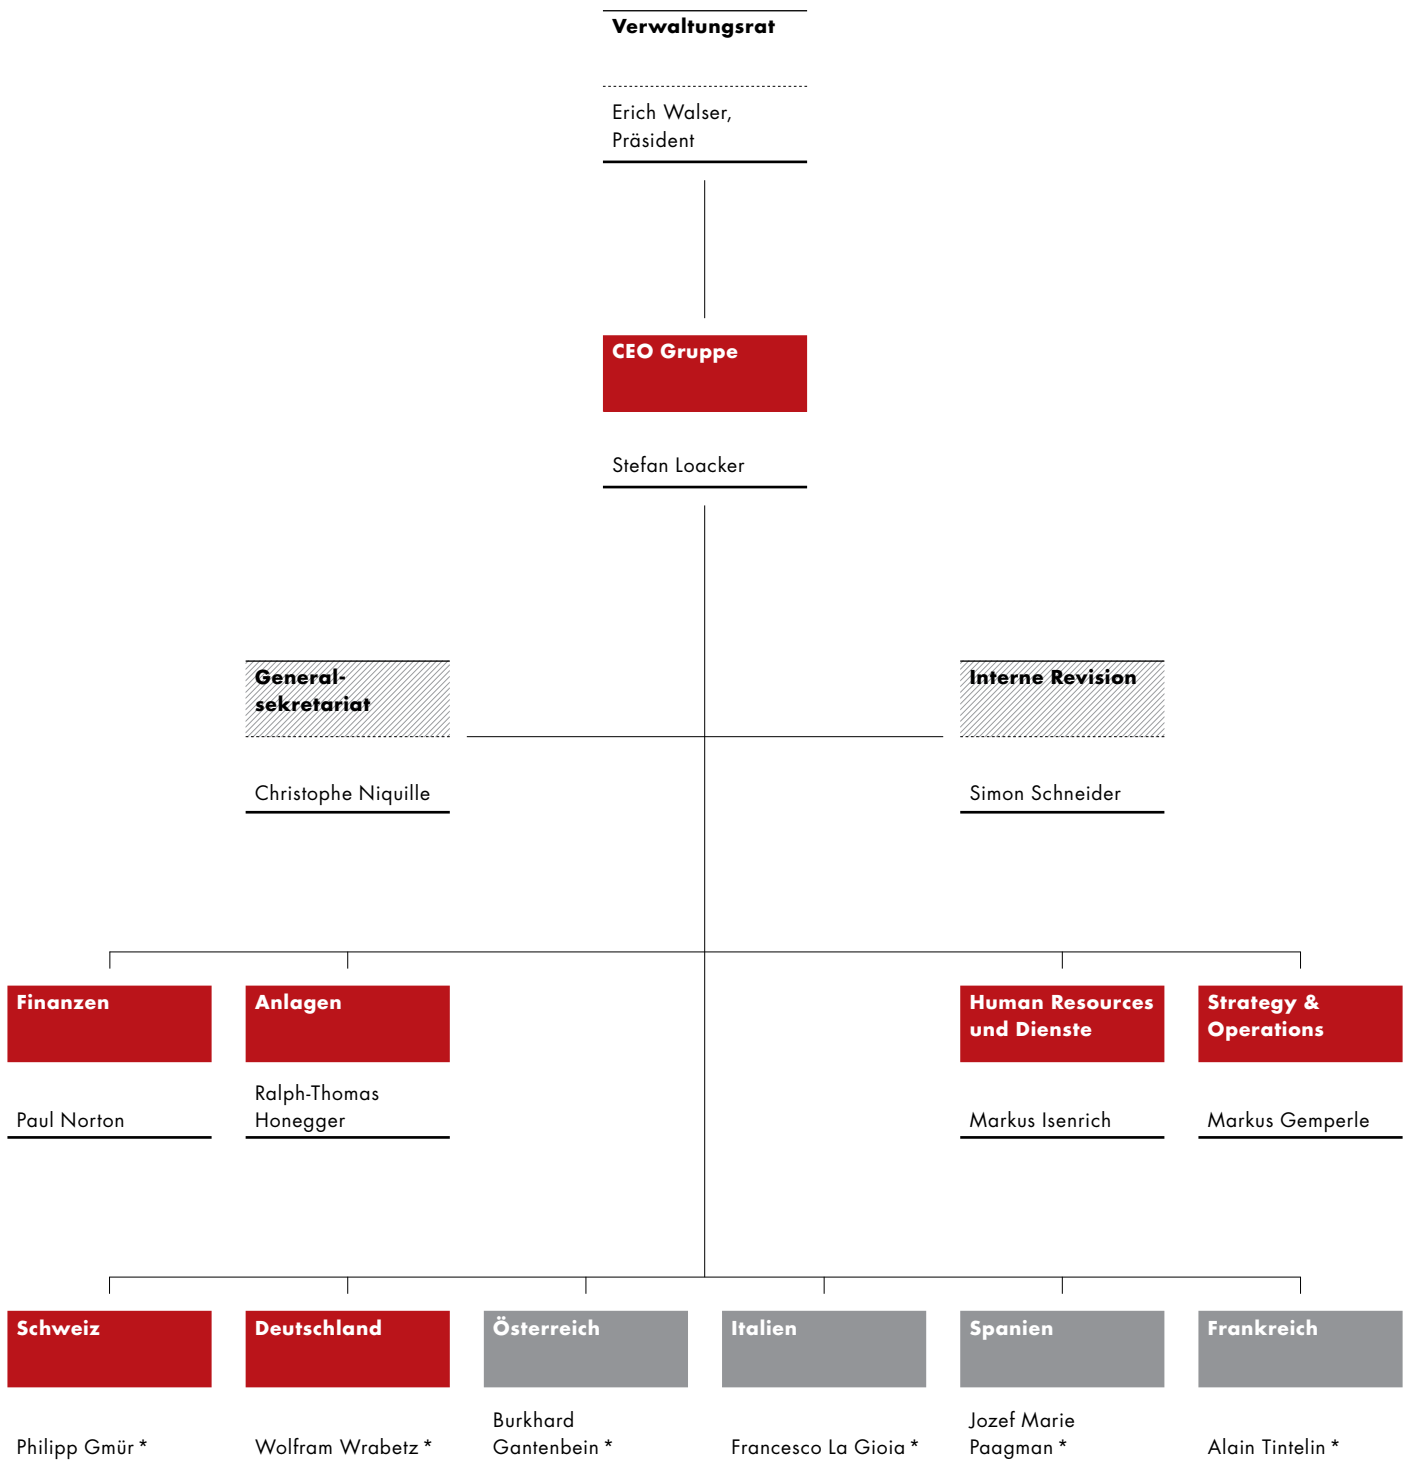 Verwaltungsrat
Erich Walser,
Präsident
CEO Gruppe
Stefan Loacker
General-
sekretariat
Christophe Niquille
Interne Revision
Simon Schneider
Finanzen
Paul Norton
Anlagen
Ralph-Thomas
Honegger
Human Resources
und Dienste
Markus Isenrich
Strategy &
Operations
Markus Gemperle
Schweiz
Philipp Gmür *
Deutschland
Wolfram Wrabetz *
Österreich
Burkhard
Gantenbein *
Italien
Francesco La Gioia *
Spanien
Jozef Marie
Paagman *
Frankreich
Alain Tintelin *